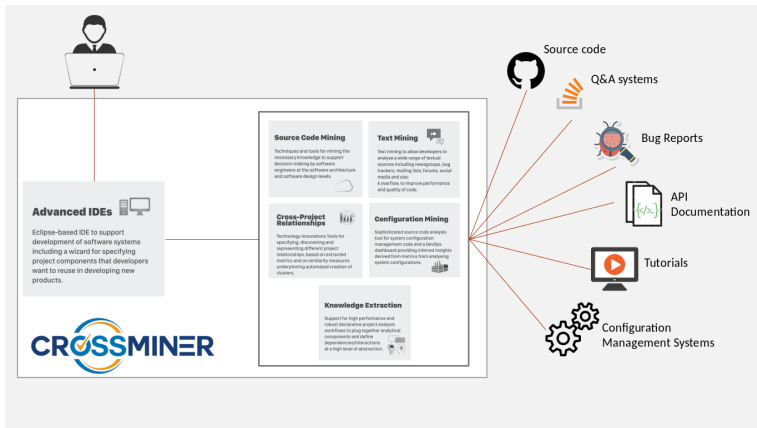 Source code
Q&A systems
Bug Reports
API
Documentation
Tutorials
Configuration
Management Systems
Advanced IDEs
Eclipse-based IDE to support
development of software systems
including a wizard for specifying
project components that developers
want to reuse in developing new
products.
CROSSMINER
Source Code Mining
Techniques and tools for mining the
necessary knowledge to support
decision making by software
engineers at the software architecture
and software design levels.
Text Mining
Text mining to allow developers to
analyse a wide range of textual
sources including newsgroups, bug
trackers, mailing lists, forums, social
media and stac
k overflow, to improve performance
and quality of code.
Cross-Project
Relationships
Technology Innovations Tools for
specifying, discovering and
representing different project
relationships, based on extracted
metrics and on similarity measures
underpinning automated creation of
clusters.
Configuration Mining
Sophisticated source code analysis
tool for system configuration
management code and a DevOps
dashboard providing inferred insights
derived from metrics from analysing
system configurations.
Knowledge Extraction
Support for high performance and
robust declarative project analysis
workflows to plug together analytical
components and define
dependencies/interactions
at a high level of abstraction.